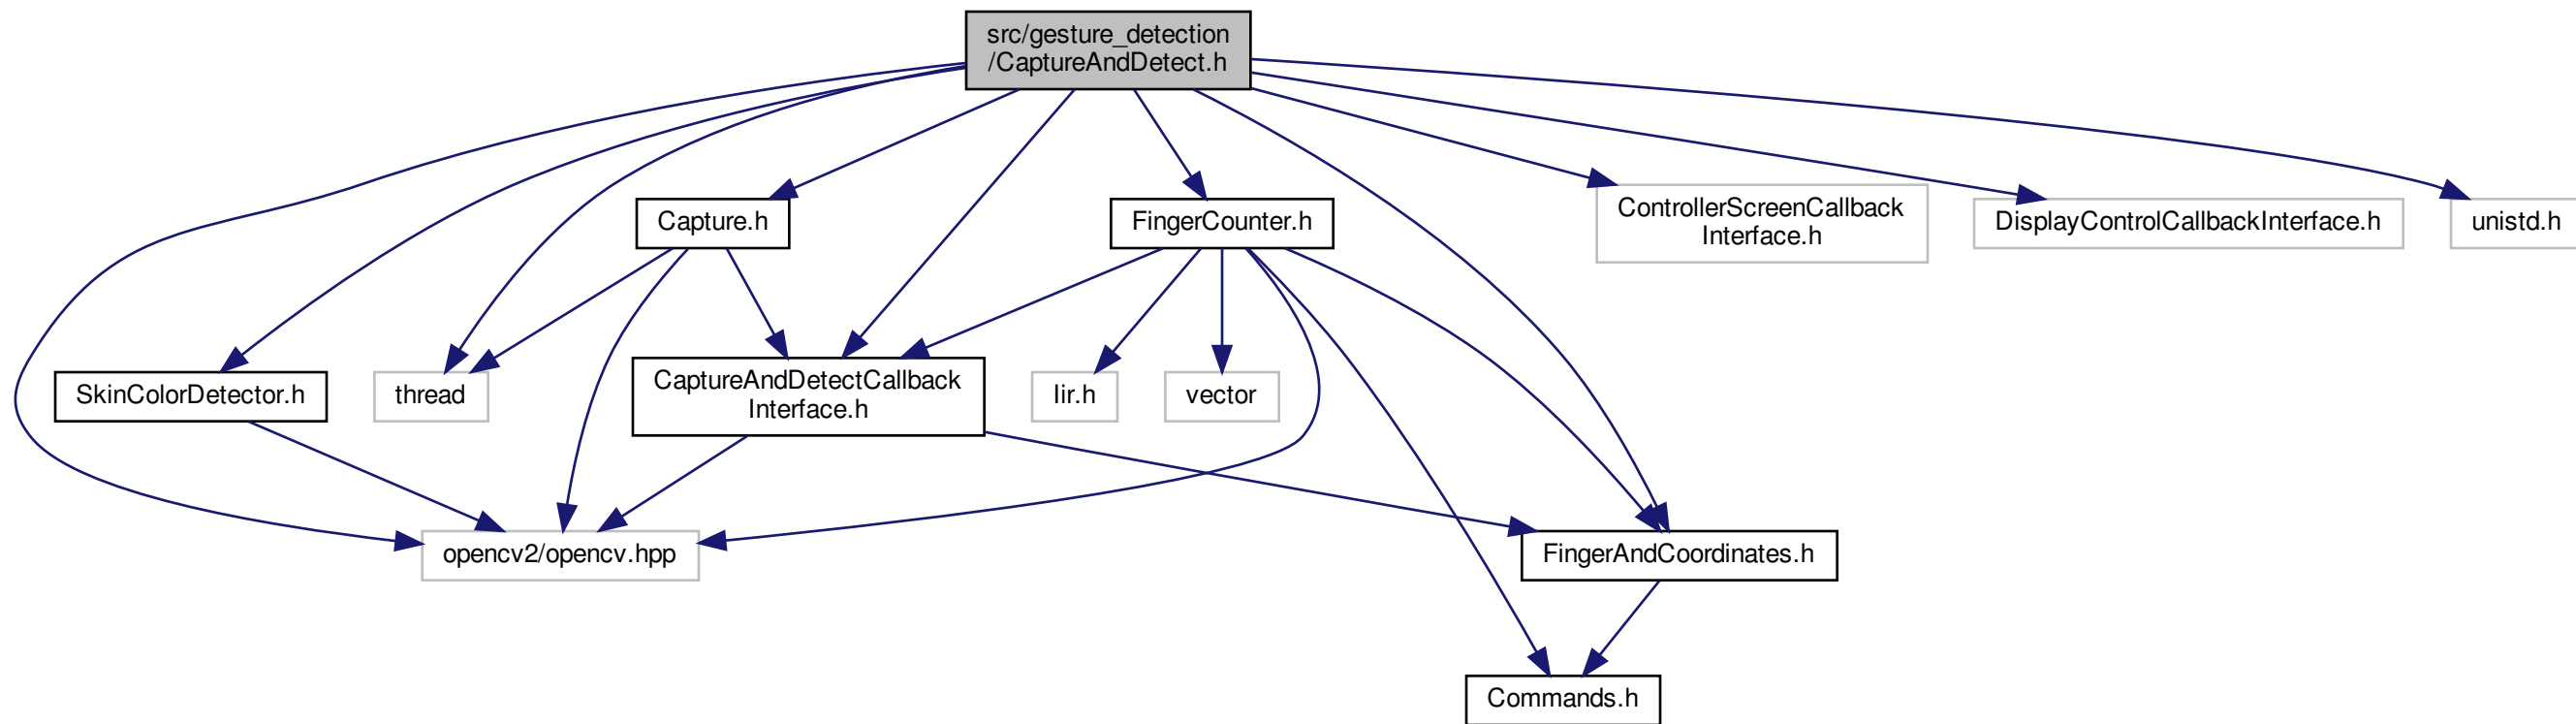 src/gesture_detection
/CaptureAndDetect.h
Capture.h
FingerCounter.h
ControllerScreenCallback
Interface.h
DisplayControlCallbackInterface.h
unistd.h
SkinColorDetector.h
thread
CaptureAndDetectCallback
Interface.h
Iir.h
vector
opencv2/opencv.hpp
FingerAndCoordinates.h
Commands.h